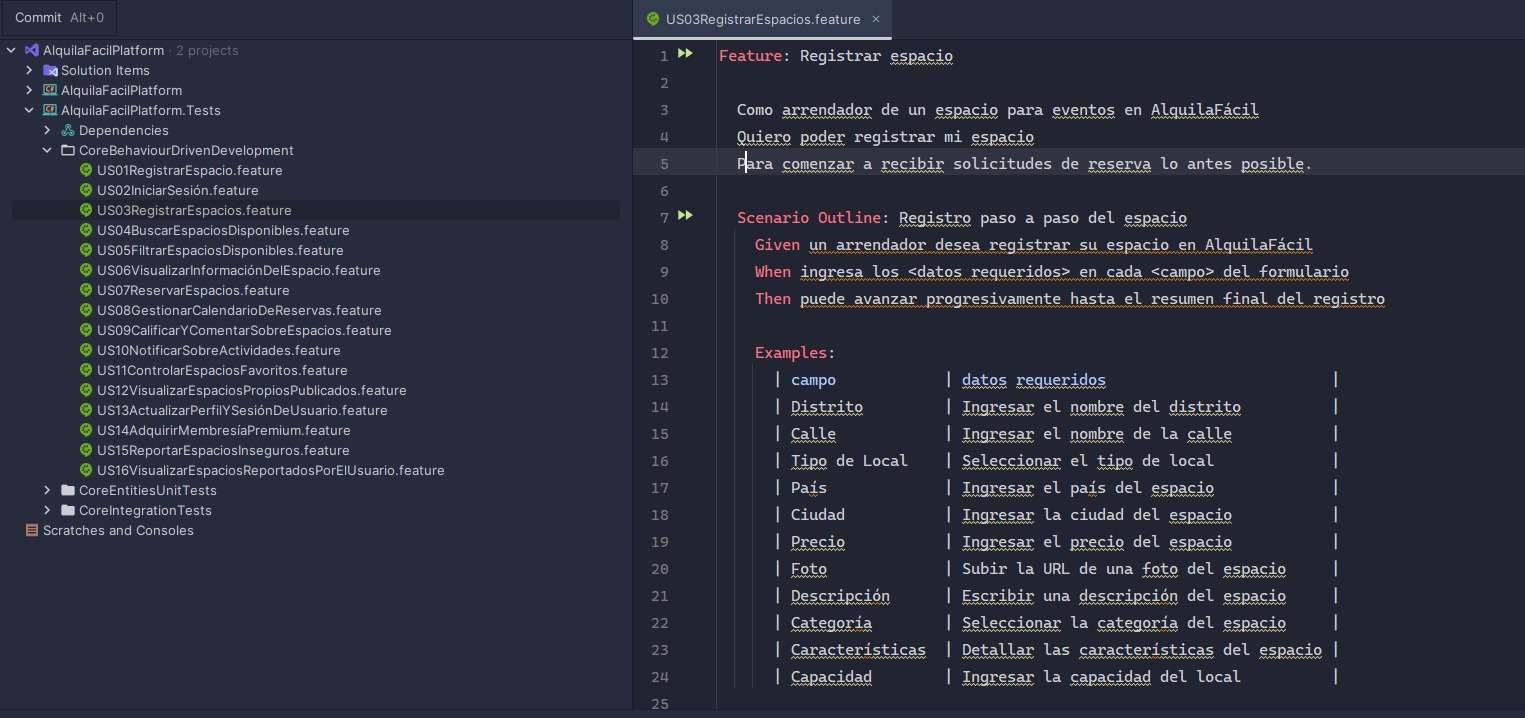 Commit Alt+0
AlquilaFacilPlatform · 2 projects
Solution Items
AlquilaFacilPlatform
AlquilaFacilPlatform.Tests
Dependencies
CoreBehaviourDrivenDevelopment
US01RegistrarEspacio.feature
US02IniciarSesión.feature
US03RegistrarEspacios.feature
US04BuscarEspaciosDisponibles.feature
US05FiltrarEspaciosDisponibles.feature
US06VisualizarInformaciónDelEspacio.feature
US07ReservarEspacios.feature
US08GestionarCalendarioDeReservas.feature
US09CalificarYComentarSobreEspacios.feature
US10NotificarSobreActividades.feature
US11ControlarEspaciosFavoritos.feature
US12VisualizarEspaciosPropiosPublicados.feature
US13ActualizarPerfilYSesiónDeUsuario.feature
US14AdquirirMembresíaPremium.feature
US15ReportarEspaciosInseguros.feature
US16VisualizarEspaciosReportadosPorElUsuario.feature
CoreEntitiesUnitTests
CoreIntegrationTests
Scratches and Consoles
US03RegistrarEspacios.feature ×
1 Feature: Registrar espacio
2
3 Como arrendador de un espacio para eventos en AlquilaFácil
4 Quiero poder registrar mi espacio
5 Para comenzar a recibir solicitudes de reserva lo antes posible.
6
7 Scenario Outline: Registro paso a paso del espacio
8 Given un arrendador desea registrar su espacio en AlquilaFácil
9 When ingresa los <datos requeridos> en cada <campo> del formulario
10 Then puede avanzar progresivamente hasta el resumen final del registro
11
12 Examples:
13 | campo | datos requeridos |
14 | Distrito | Ingresar el nombre del distrito |
15 | Calle | Ingresar el nombre de la calle |
16 | Tipo de Local | Seleccionar el tipo de local |
17 | País | Ingresar el país del espacio |
18 | Ciudad | Ingresar la ciudad del espacio |
19 | Precio | Ingresar el precio del espacio |
20 | Foto | Subir la URL de una foto del espacio |
21 | Descripción | Escribir una descripción del espacio |
22 | Categoría | Seleccionar la categoría del espacio |
23 | Características | Detallar las características del espacio |
24 | Capacidad | Ingresar la capacidad del local |
25